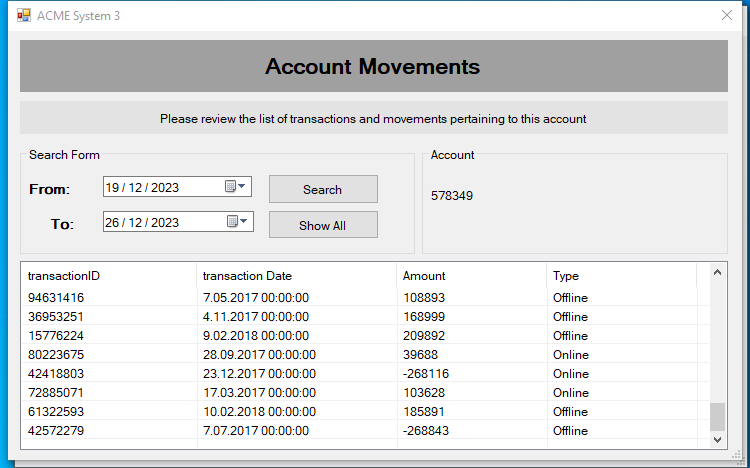 ACME System 3
Account Movements
Please review the list of transactions and movements pertaining to this account
Search Form
From: 19 / 12 / 2023 Search
To: 26 / 12 / 2023 Show All
Account
578349
transactionID transaction Date Amount Type
94631416 7.05.2017 00:00:00 108893 Offline
36953251 4.11.2017 00:00:00 168999 Offline
15776224 9.02.2018 00:00:00 209892 Offline
80223675 28.09.2017 00:00:00 39688 Online
42418803 23.12.2017 00:00:00 -268116 Online
72885071 17.03.2017 00:00:00 103628 Online
61322593 10.02.2018 00:00:00 185891 Offline
42572279 7.07.2017 00:00:00 -268843 Offline